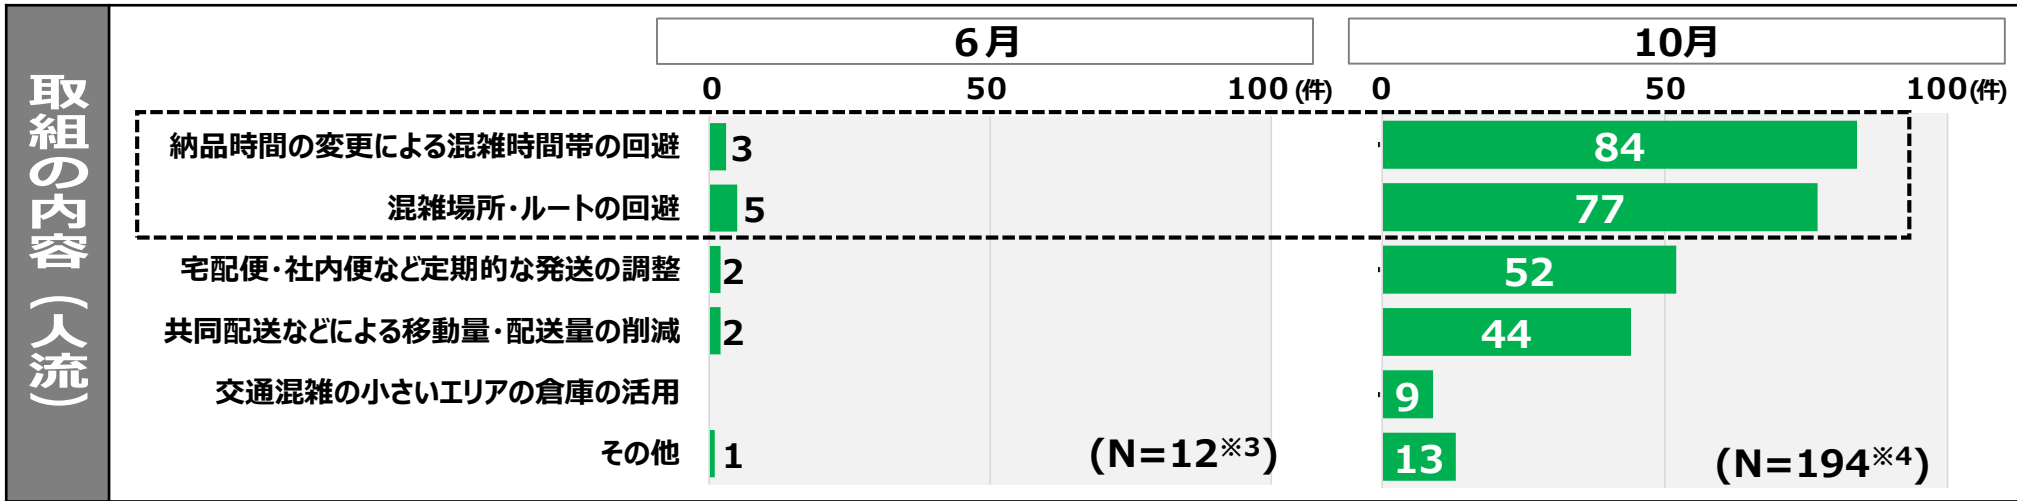 取組の内容（人流）
6月
10月
0 50 100(件)
0 50 100(件)
納品時間の変更による混雑時間帯の回避 3 84
混雑場所･ルートの回避 5 77
宅配便･社内便など定期的な発送の調整 2 52
共同配送などによる移動量･配送量の削減 2 44
交通混雑の小さいエリアの倉庫の活用 9
その他 1 13
(N=12※3)
(N=194※4)